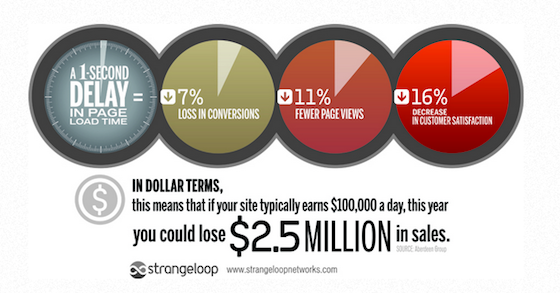 A 1-SECOND
DELAY
IN PAGE
LOAD TIME
=
7%
LOSS IN CONVERSIONS
11%
FEWER PAGE VIEWS
16%
DECREASE
IN CUSTOMER SATISFACTION
$
IN DOLLAR TERMS,
this means that if your site typically earns $100,000 a day, this year
you could lose $2.5 MILLION in sales.
SOURCE: Aberdeen Group
strangeloop www.strangeloopnetworks.com